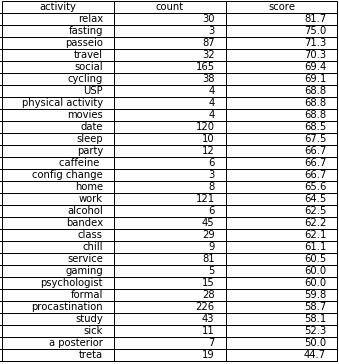 activity count score
relax 30 81.7
fasting 3 75.0
passeio 87 71.3
travel 32 70.3
social 165 69.4
cycling 38 69.1
USP 4 68.8
physical activity 4 68.8
movies 4 68.8
date 120 68.5
sleep 10 67.5
party 12 66.7
caffeine 6 66.7
config change 3 66.7
home 8 65.6
work 121 64.5
alcohol 6 62.5
bandex 45 62.2
class 29 62.1
chill 9 61.1
service 81 60.5
gaming 5 60.0
psychologist 15 60.0
formal 28 59.8
procastination 226 58.7
study 43 58.1
sick 11 52.3
a posterior 7 50.0
treta 19 44.7